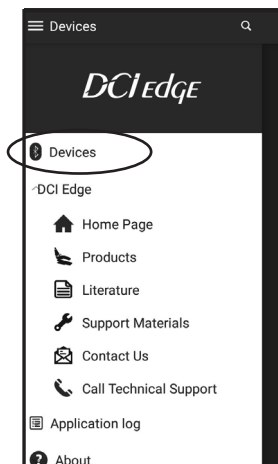 Devices
DCI EdgE
Devices
DCI Edge
Home Page
Products
Literature
Support Materials
Contact Us
Call Technical Support
Application log
About